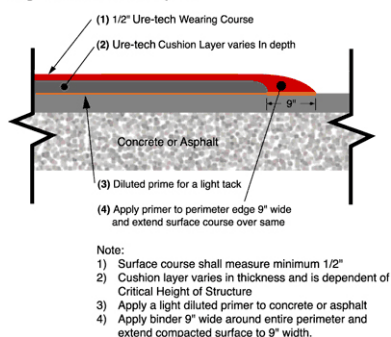 (1) 1/2" Ure-tech Wearing Course
(2) Ure-tech Cushion Layer varies In depth
9"
Concrete or Asphalt
(3) Diluted prime for a light tack
(4) Apply primer to perimeter edge 9" wide
and extend surface course over same
Note:
1) Surface course shall measure minimum 1/2"
2) Cushion layer varies in thickness and is dependent of
Critical Height of Structure
3) Apply a light diluted primer to concrete or asphalt
4) Apply binder 9" wide around entire perimeter and
extend compacted surface to 9" width.